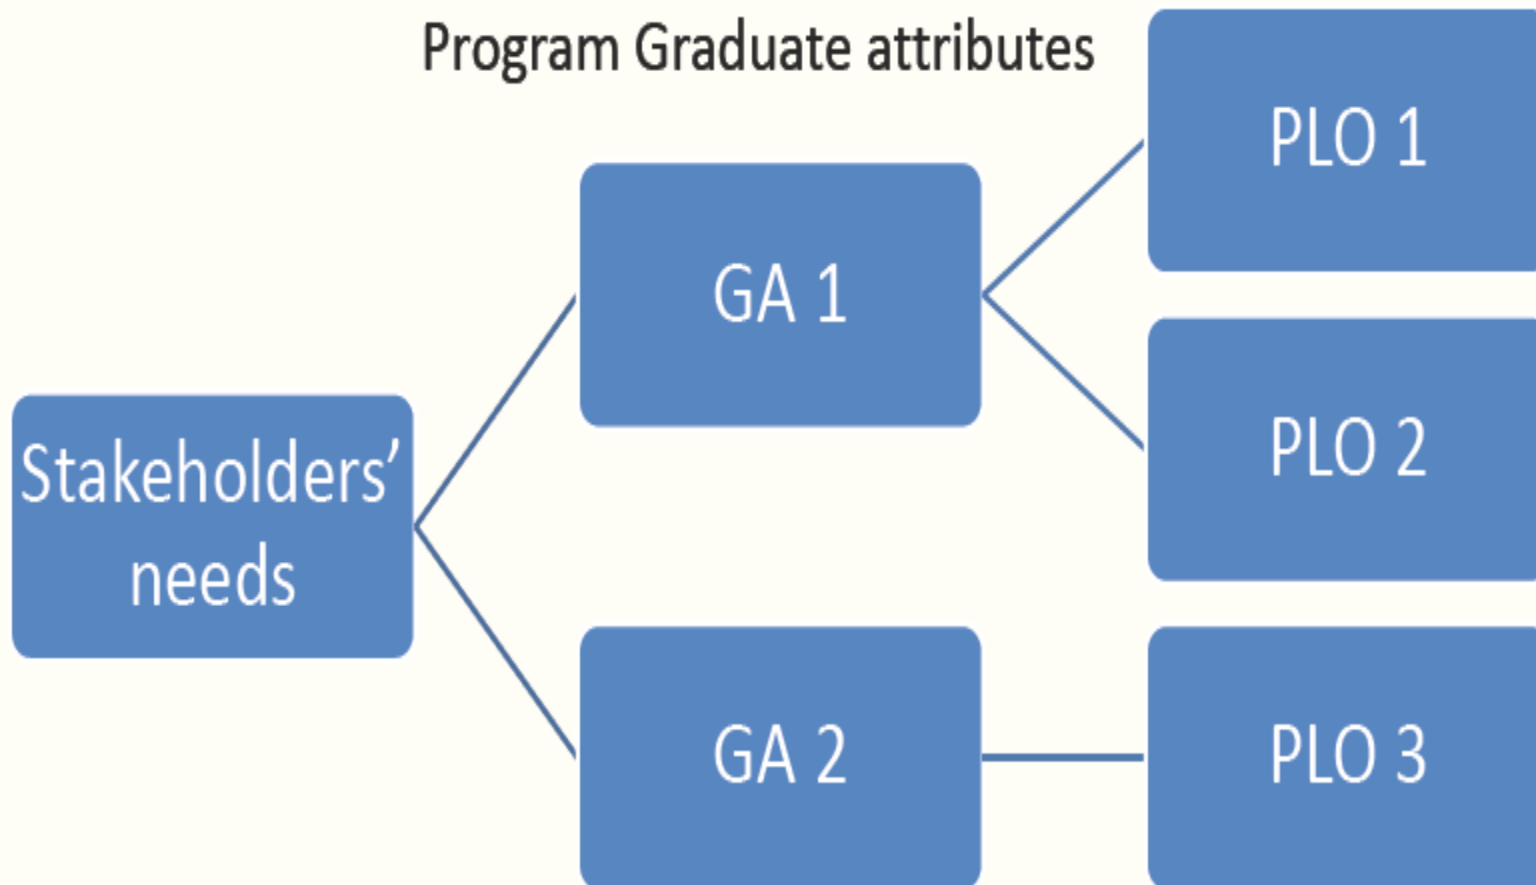 Program Graduate attributes
Stakeholders’
needs
GA 1
GA 2
PLO 1
PLO 2
PLO 3